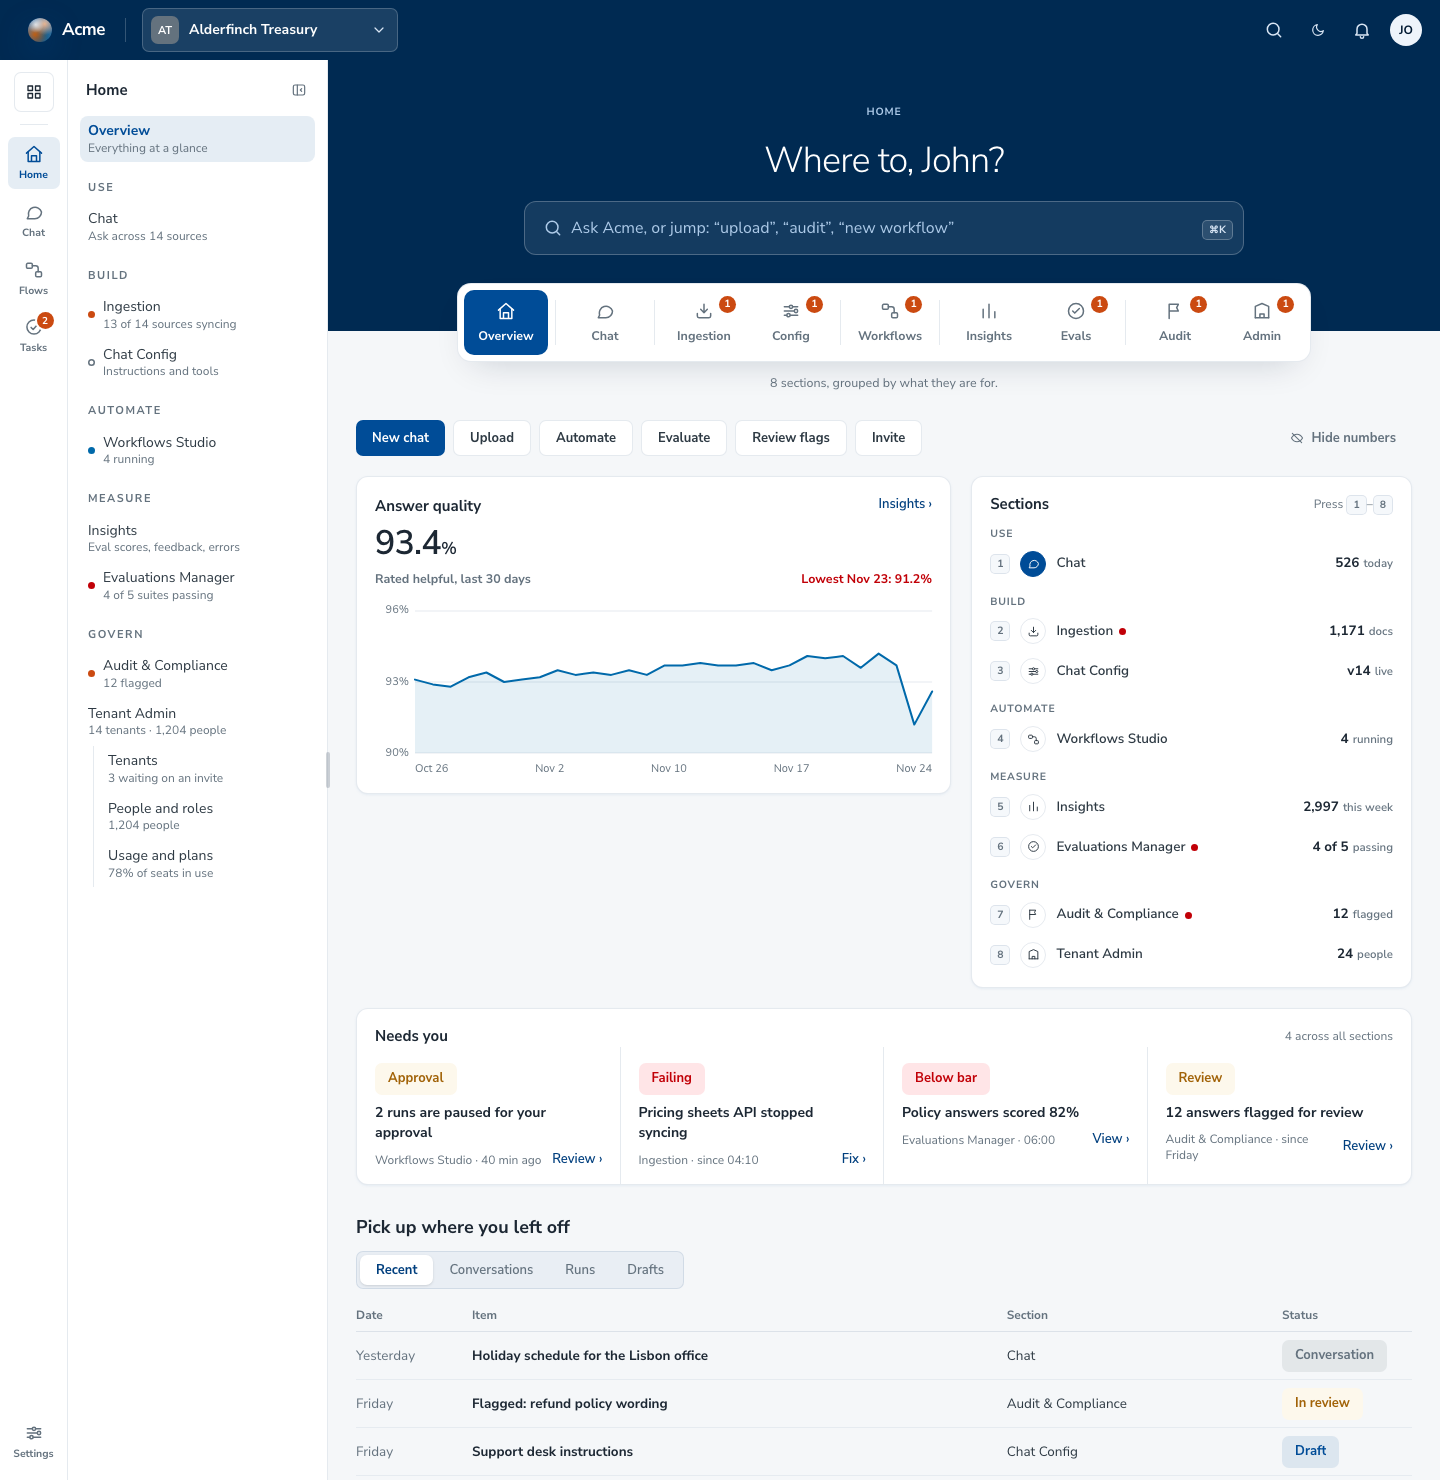 Acme
AT Alderfinch Treasury
JO
Home
Chat
Flows
2
Tasks
Settings
Home
Overview
Everything at a glance
USE
Chat
Ask across 14 sources
BUILD
Ingestion
13 of 14 sources syncing
Chat Config
Instructions and tools
AUTOMATE
Workflows Studio
4 running
MEASURE
Insights
Eval scores, feedback, errors
Evaluations Manager
4 of 5 suites passing
GOVERN
Audit & Compliance
12 flagged
Tenant Admin
14 tenants · 1,204 people
Tenants
3 waiting on an invite
People and roles
1,204 people
Usage and plans
78% of seats in use
HOME
Where to, John?
Ask Acme, or jump: “upload”, “audit”, “new workflow” ⌘K
1 1 1 1 1 1
Overview Chat Ingestion Config Workflows Insights Evals Audit Admin
8 sections, grouped by what they are for.
New chat Upload Automate Evaluate Review flags Invite Hide numbers
Answer quality Insights ›
93.4%
Rated helpful, last 30 days Lowest Nov 23: 91.2%
96%
93%
90%
Oct 26 Nov 2 Nov 10 Nov 17 Nov 24
Sections Press 1–8
USE
1 Chat 526 today
BUILD
2 Ingestion 1,171 docs
3 Chat Config v14 live
AUTOMATE
4 Workflows Studio 4 running
MEASURE
5 Insights 2,997 this week
6 Evaluations Manager 4 of 5 passing
GOVERN
7 Audit & Compliance 12 flagged
8 Tenant Admin 24 people
Needs you 4 across all sections
Approval
2 runs are paused for your
approval
Workflows Studio · 40 min ago Review ›
Failing
Pricing sheets API stopped
syncing
Ingestion · since 04:10 Fix ›
Below bar
Policy answers scored 82%
Evaluations Manager · 06:00 View ›
Review
12 answers flagged for review
Audit & Compliance · since
Friday
Review ›
Pick up where you left off
Recent Conversations Runs Drafts
Date Item Section Status
Yesterday Holiday schedule for the Lisbon office Chat Conversation
Friday Flagged: refund policy wording Audit & Compliance In review
Friday Support desk instructions Chat Config Draft